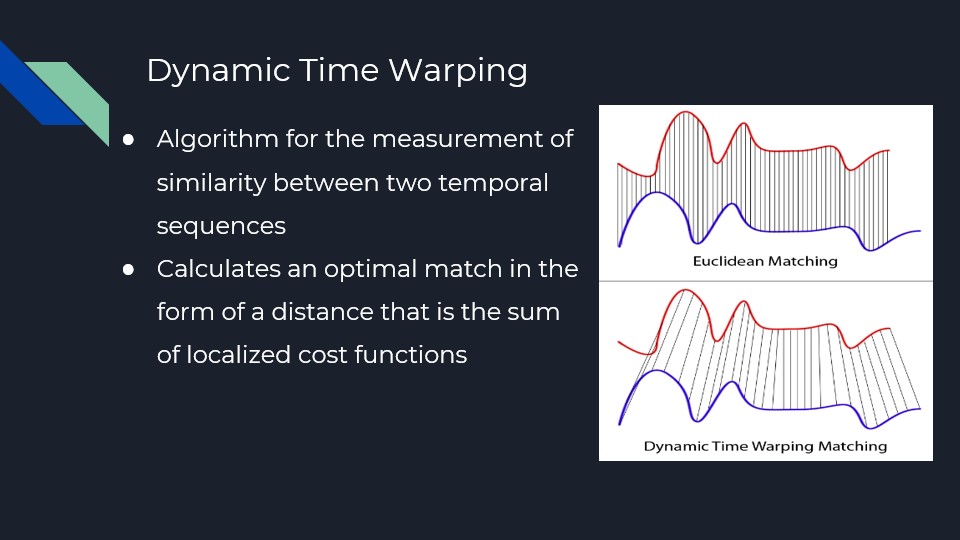 Dynamic Time Warping
● Algorithm for the measurement of
similarity between two temporal
sequences
● Calculates an optimal match in the
form of a distance that is the sum
of localized cost functions
Euclidean Matching
Dynamic Time Warping Matching